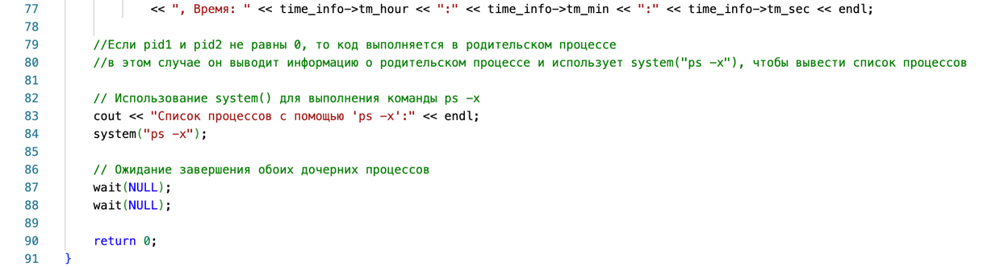 77 << ", Время: " << time_info->tm_hour << ":" << time_info->tm_min << ":" << time_info->tm_sec << endl;
78
79 //Если pid1 и pid2 не равны 0, то код выполняется в родительском процессе
80 //в этом случае он выводит информацию о родительском процессе и использует system("ps -x"), чтобы вывести список процессов
81
82 // Использование system() для выполнения команды ps -x
83 cout << "Список процессов с помощью 'ps -x':" << endl;
84 system("ps -x");
85
86 // Ожидание завершения обоих дочерних процессов
87 wait(NULL);
88 wait(NULL);
89
90 return 0;
91 }